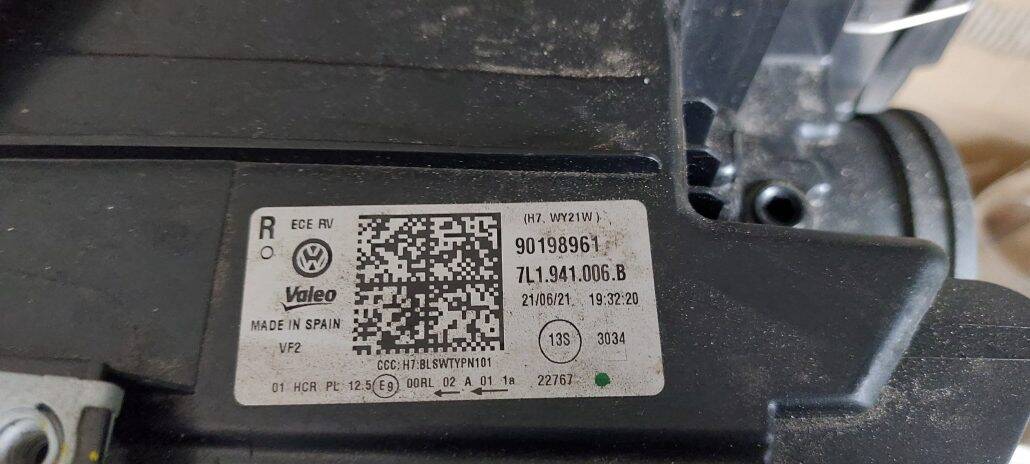 R ECE RV
Valeo
MADE IN SPAIN
VF2
(H7, WY21W)
90198961
7L1.941.006.B
21/06/21 19:32:20
13S 3034
CCC: H7:BLSWTYPN101
01 HCR PL 12.5 E9 00RL 02 A 01 1a 22767